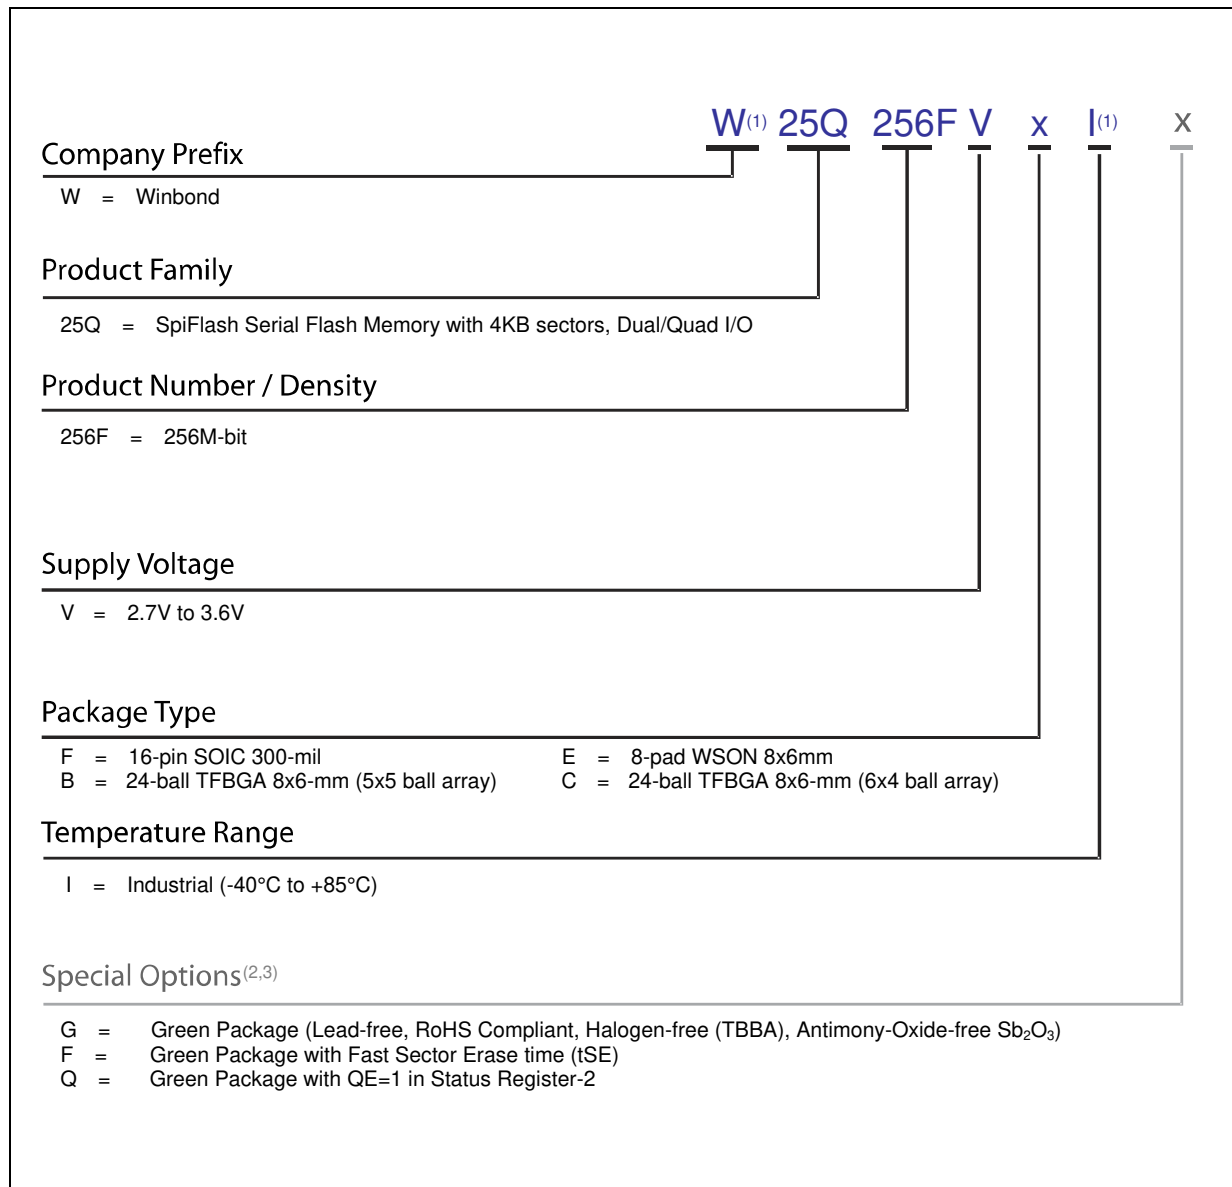 W(1) 25Q 256F V x I(1) x
Company Prefix
W = Winbond
Product Family
25Q = SpiFlash Serial Flash Memory with 4KB sectors, Dual/Quad I/O
Product Number / Density
256F = 256M-bit
Supply Voltage
V = 2.7V to 3.6V
Package Type
F = 16-pin SOIC 300-mil E = 8-pad WSON 8x6mm
B = 24-ball TFBGA 8x6-mm (5x5 ball array) C = 24-ball TFBGA 8x6-mm (6x4 ball array)
Temperature Range
I = Industrial (-40°C to +85°C)
Special Options(2,3)
G = Green Package (Lead-free, RoHS Compliant, Halogen-free (TBBA), Antimony-Oxide-free Sb₂O₃)
F = Green Package with Fast Sector Erase time (tSE)
Q = Green Package with QE=1 in Status Register-2